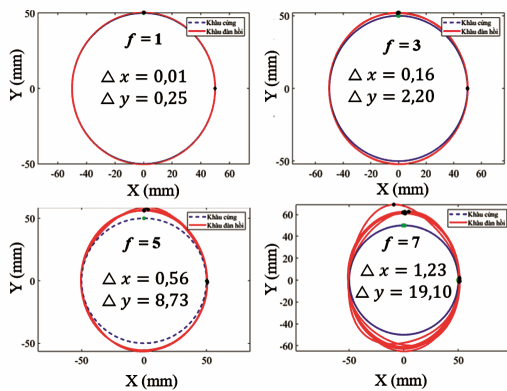 50
0
-50
Y (mm)
-60 -40 -20 0 20 40 60
X (mm)
f = 1
△ x = 0,01
△ y = 0,25
Khâu cứng
Khâu đàn hồi
50
0
-50
Y (mm)
-60 -40 -20 0 20 40 60
X (mm)
f = 3
△ x = 0,16
△ y = 2,20
Khâu cứng
Khâu đàn hồi
50
0
-50
Y (mm)
-50 0 50
X (mm)
f = 5
△ x = 0,56
△ y = 8,73
Khâu cứng
Khâu đàn hồi
60
40
20
0
-20
-40
-60
Y (mm)
-50 0 50
X (mm)
f = 7
△ x = 1,23
△ y = 19,10
Khâu cứng
Khâu đàn hồi